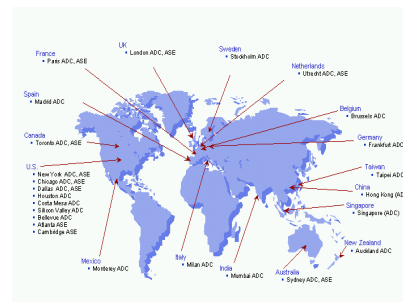 UK
• London ADC, ASE
France
• Paris ADC, ASE
Sweden
• Stockholm ADC
Netherlands
• Utrecht ADC, ASE
Spain
• Madrid ADC
Belgium
• Brussels ADC
Canada
• Toronto ADC, ASE
Germany
• Frankfurt ADC
U.S.
• New York ADC, ASE
• Chicago ADC, ASE
• Dallas ADC, ASE
• Houston ADC
• Costa Mesa ADC
• Silicon Valley ADC
• Bellevue ADC
• Atlanta ASE
• Cambridge ASE
Taiwan
• Taipei ADC
China
• Hong Kong (AD
Singapore
• Singapore (ADC)
Mexico
• Monterey ADC
Italy
• Milan ADC
India
• Mumbai ADC
Australia
• Sydney ADC, ASE
New Zealand
• Auckland ADC